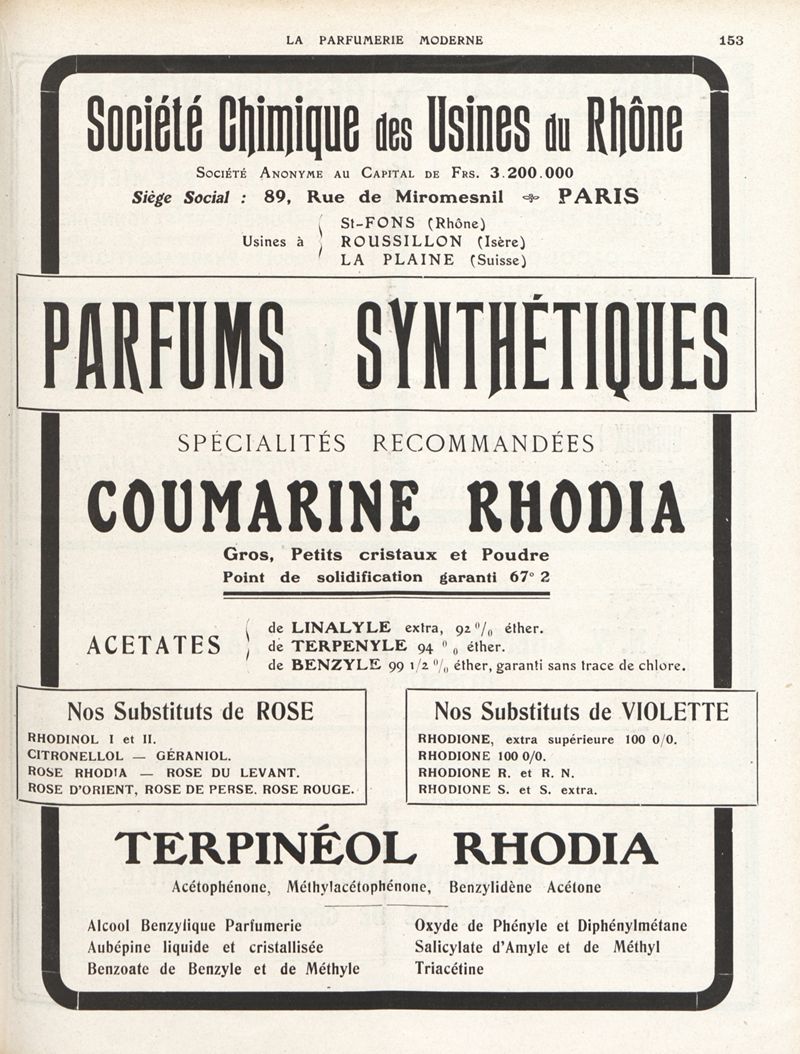 LA PARFUMERIE MODERNE 153
Société Chimique des Usines du Rhône
Société Anonyme au Capital de Frs. 3.200.000
Siège Social : 89, Rue de Miromesnil PARIS
Usines à
St-FONS (Rhône)
ROUSSILLON (Isère)
LA PLAINE (Suisse)
PARFUMS SYNTHÉTIQUES
SPÉCIALITÉS RECOMMANDÉES
COUMARINE RHODIA
Gros, Petits cristaux et Poudre
Point de solidification garanti 67° 2
ACETATES
de LINALYLE extra, 92 % éther.
de TERPENYLE 94 % éther.
de BENZYLE 99 1/2 % éther, garanti sans trace de chlore.
Nos Substituts de ROSE
RHODINOL I et II.
CITRONELLOL — GÉRANIOL.
ROSE RHODIA — ROSE DU LEVANT.
ROSE D'ORIENT, ROSE DE PERSE. ROSE ROUGE.
Nos Substituts de VIOLETTE
RHODIONE, extra supérieure 100 0/0.
RHODIONE 100 0/0.
RHODIONE R. et R. N.
RHODIONE S. et S. extra.
TERPINÉOL RHODIA
Acétophénone, Méthylacétophénone, Benzylidène Acétone
Alcool Benzylique Parfumerie
Aubépine liquide et cristallisée
Benzoate de Benzyle et de Méthyle
Oxyde de Phényle et Diphénylmétane
Salicylate d'Amyle et de Méthyl
Triacétine